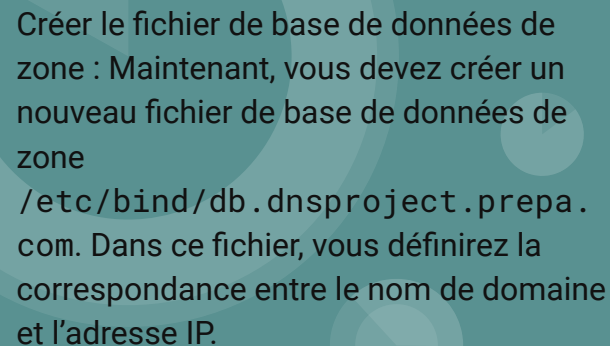 Créer le fichier de base de données de
zone : Maintenant, vous devez créer un
nouveau fichier de base de données de
zone
/etc/bind/db.dnsproject.prepa.
com. Dans ce fichier, vous définirez la
correspondance entre le nom de domaine
et l’adresse IP.